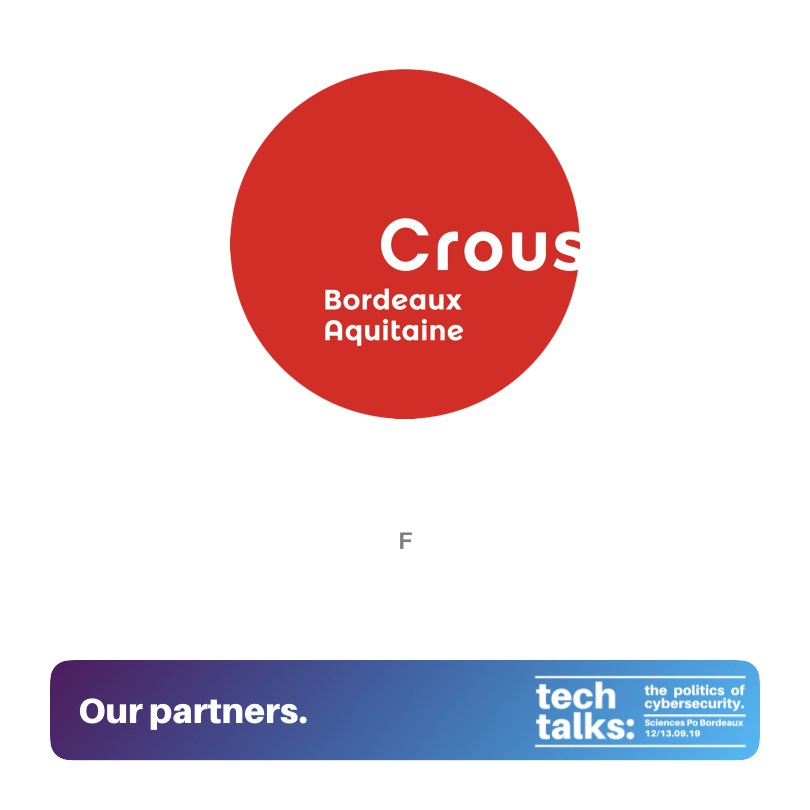 Crous
Bordeaux
Aquitaine
F
Our partners.
tech
talks:
the politics of
cybersecurity.
Sciences Po Bordeaux
12/13.09.19